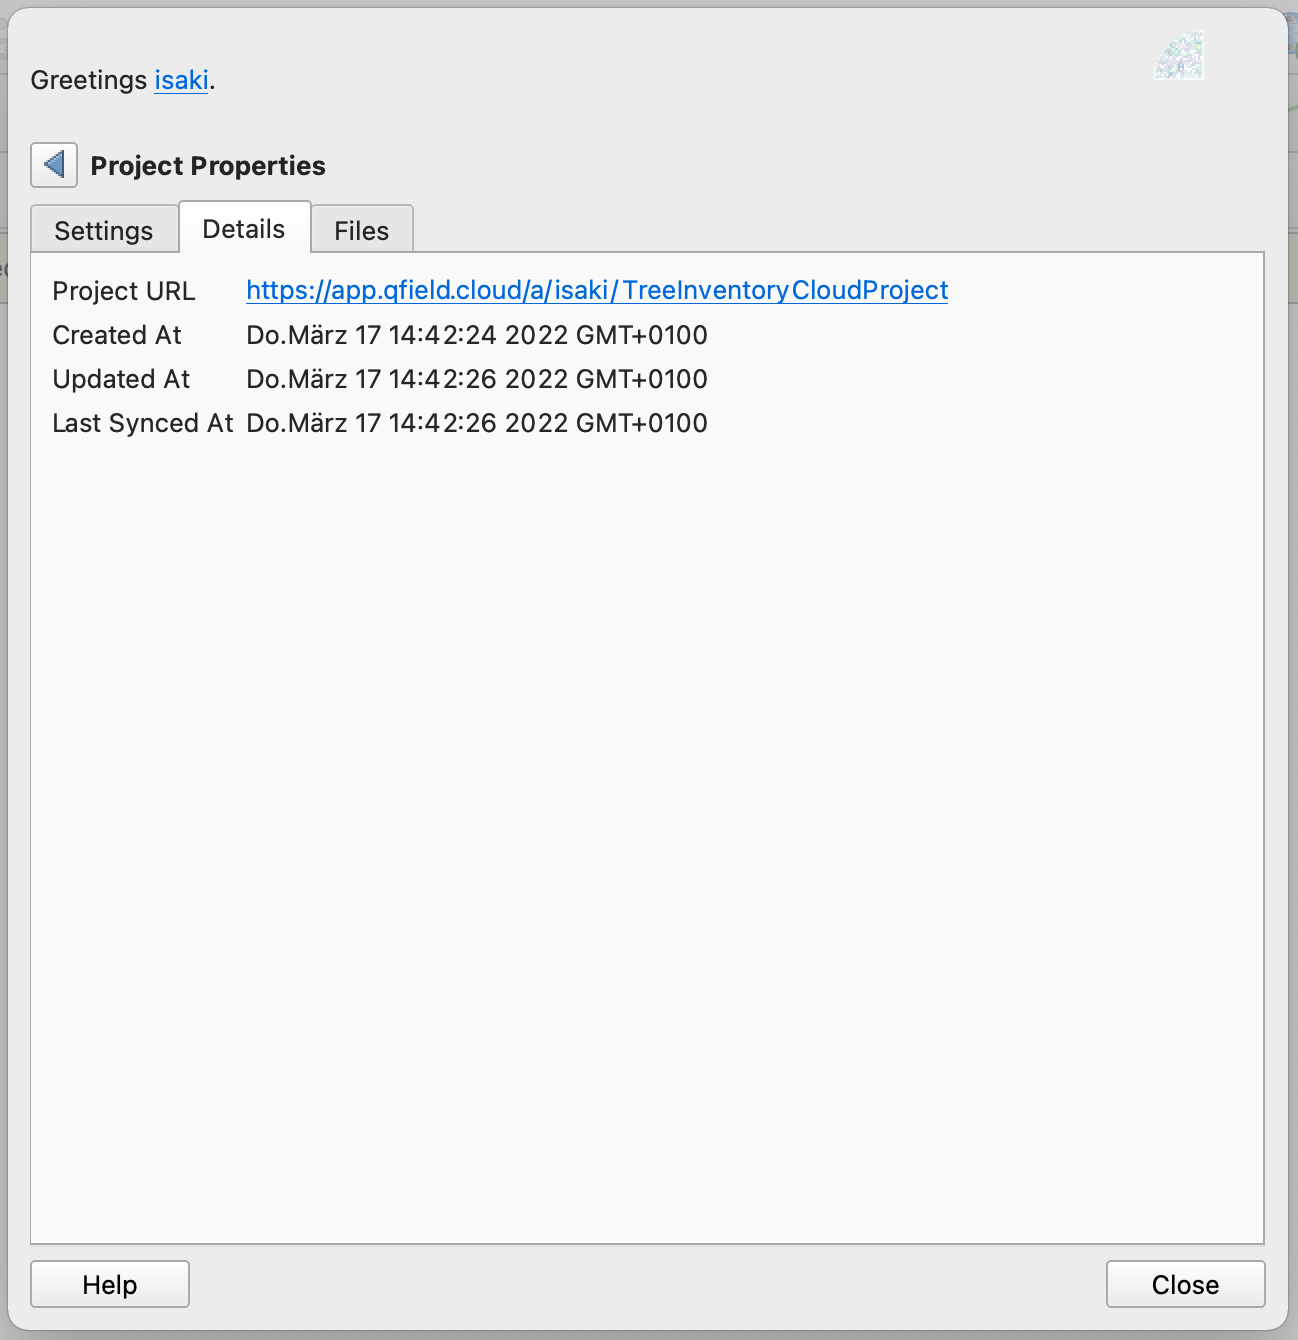 Greetings isaki.
Project Properties
Settings Details Files
Project URL https://app.qfield.cloud/a/isaki/TreeInventoryCloudProject
Created At Do.März 17 14:42:24 2022 GMT+0100
Updated At Do.März 17 14:42:26 2022 GMT+0100
Last Synced At Do.März 17 14:42:26 2022 GMT+0100
Help Close